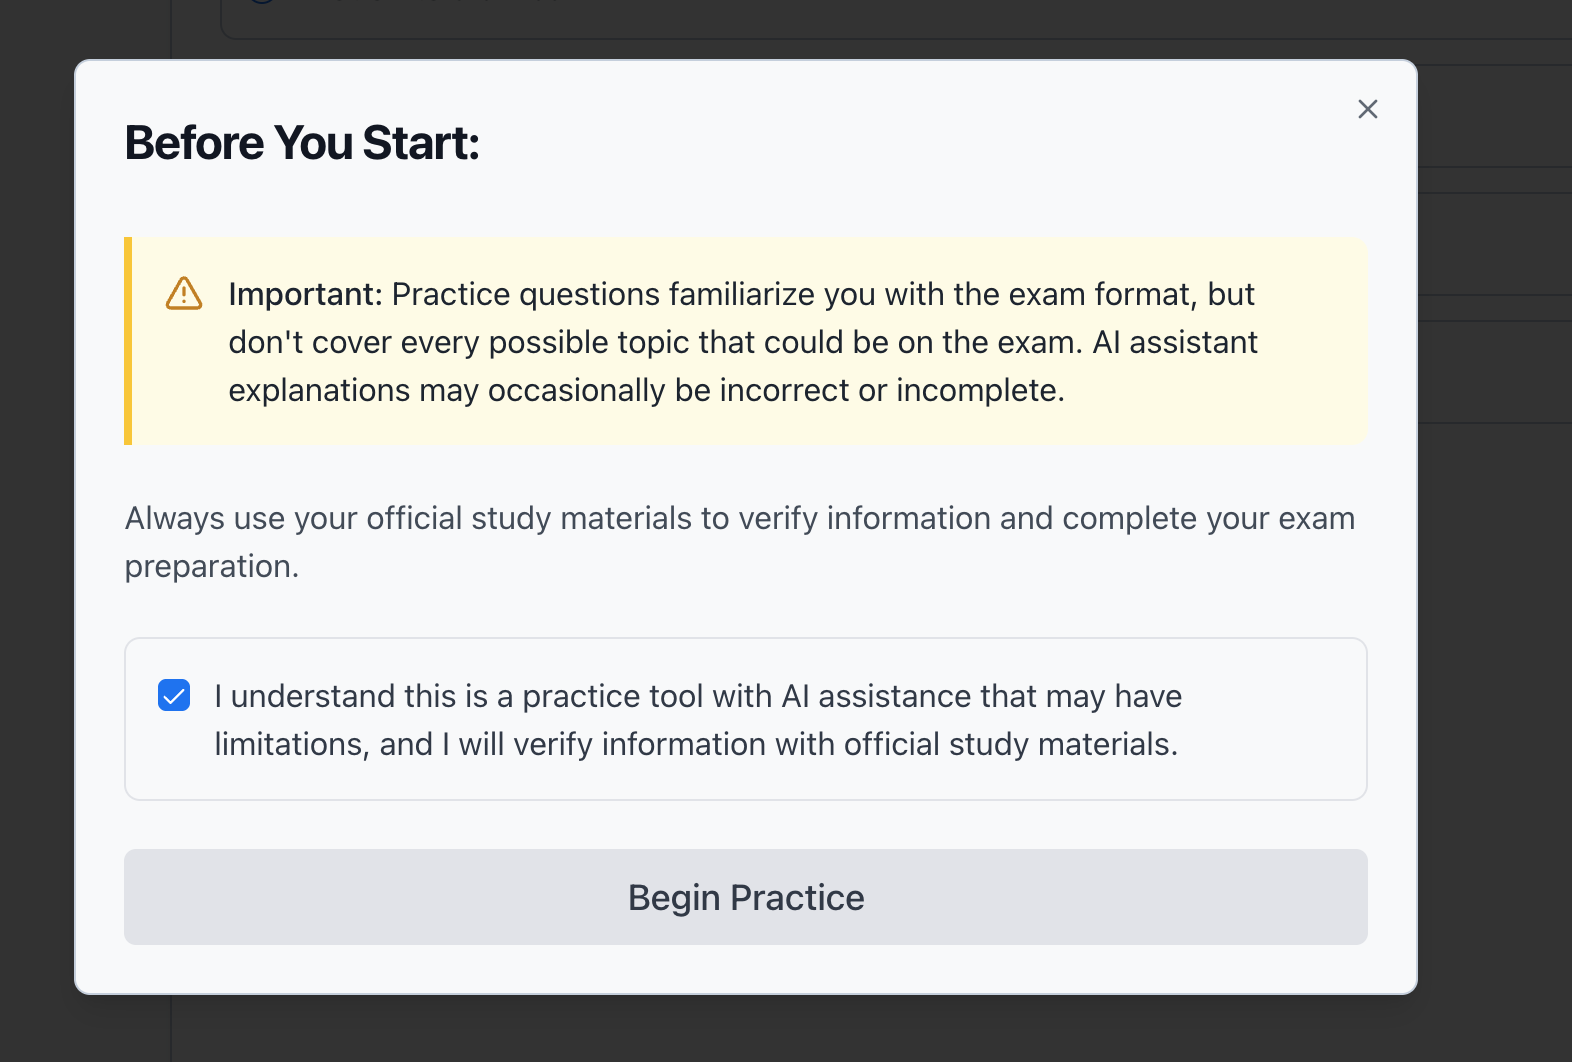 Before You Start:
Important: Practice questions familiarize you with the exam format, but
don't cover every possible topic that could be on the exam. AI assistant
explanations may occasionally be incorrect or incomplete.
Always use your official study materials to verify information and complete your exam
preparation.
I understand this is a practice tool with AI assistance that may have
limitations, and I will verify information with official study materials.
Begin Practice